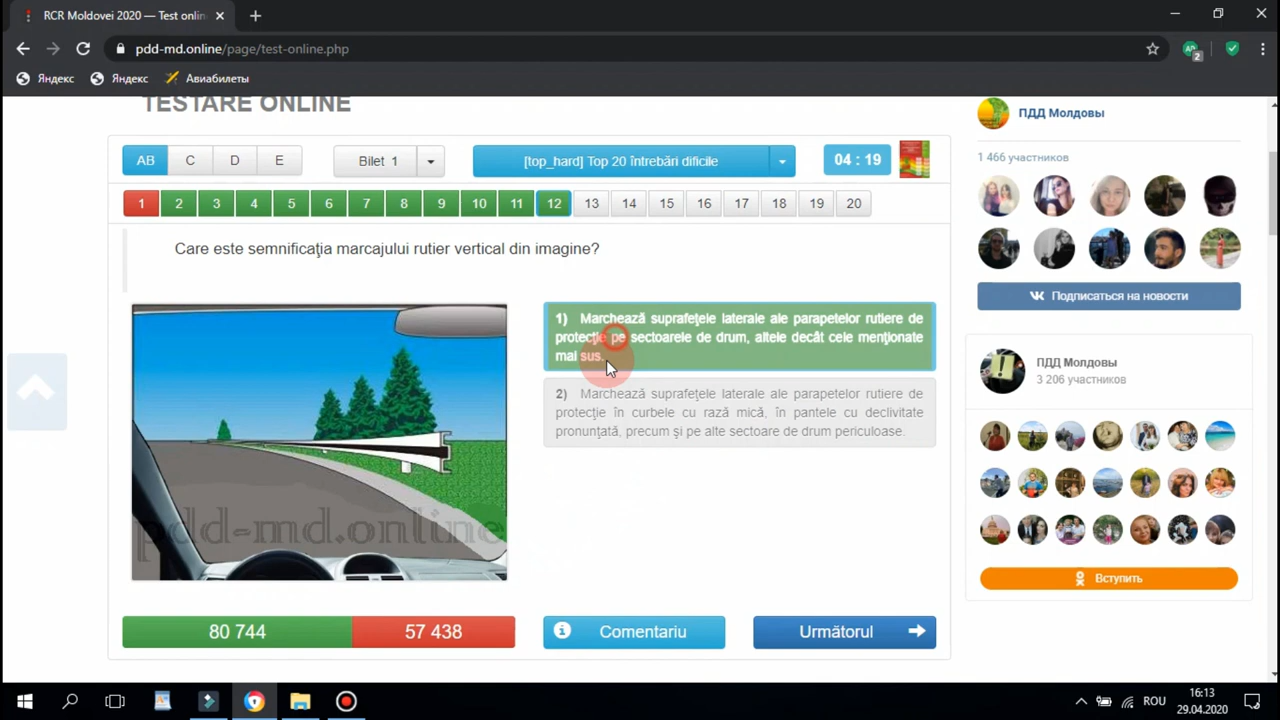 RCR Moldovei 2020 — Test onlin
pdd-md.online/page/test-online.php
2
Яндекс
Яндекс
Авиабилеты
TESTARE ONLINE
AB
C
D
E
Bilet 1
[top_hard] Top 20 întrebări dificile
04 : 19
1 2 3 4 5 6 7 8 9 10 11 12 13 14 15 16 17 18 19 20
Care este semnificaţia marcajului rutier vertical din imagine?
1) Marchează suprafeţele laterale ale parapetelor rutiere de
protecţie pe sectoarele de drum, altele decât cele menţionate
mai sus.
2) Marchează suprafeţele laterale ale parapetelor rutiere de
protecţie în curbele cu rază mică, în pantele cu declivitate
pronunţată, precum şi pe alte sectoare de drum periculoase.
pdd-md.online
80 744
57 438
Comentariu
Următorul
ПДД Молдовы
1 466 участников
Подписаться на новости
ПДД Молдовы
3 206 участников
Вступить
ROU
16:13
29.04.2020